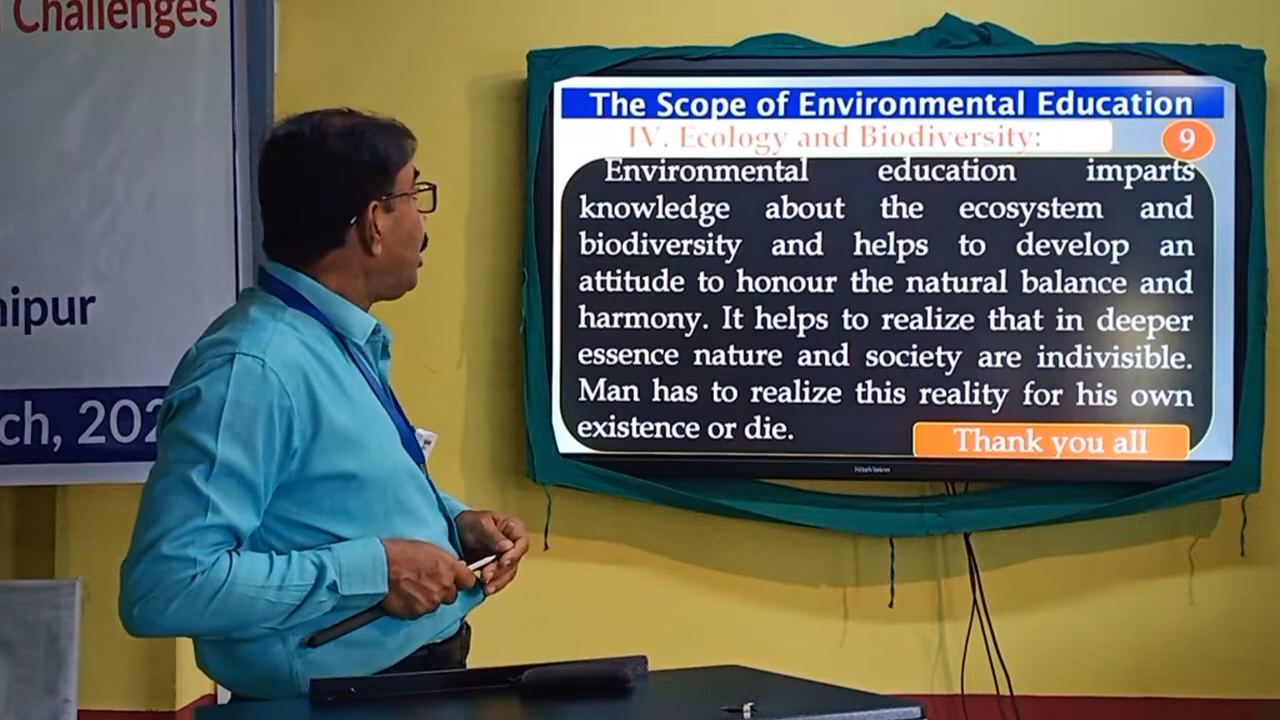 Challenges
nipur
ch, 202
The Scope of Environmental Education
IV. Ecology and Biodiversity:
9
Environmental education imparts
knowledge about the ecosystem and
biodiversity and helps to develop an
attitude to honour the natural balance and
harmony. It helps to realize that in deeper
essence nature and society are indivisible.
Man has to realize this reality for his own
existence or die.
Thank you all